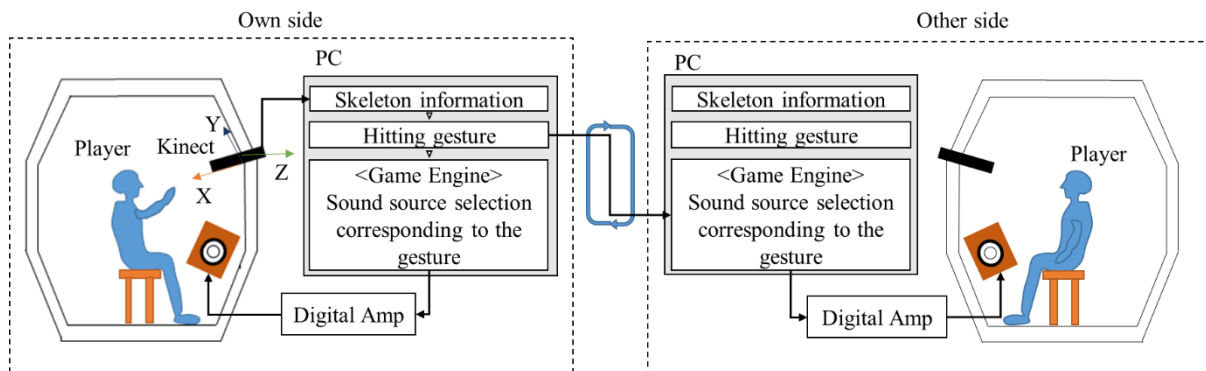 Own side
Other side
PC
Skeleton information
Hitting gesture
<Game Engine>
Sound source selection
corresponding to the
gesture
Digital Amp
Player
Kinect
Y
X
Z
PC
Skeleton information
Hitting gesture
<Game Engine>
Sound source selection
corresponding to the
gesture
Digital Amp
Player